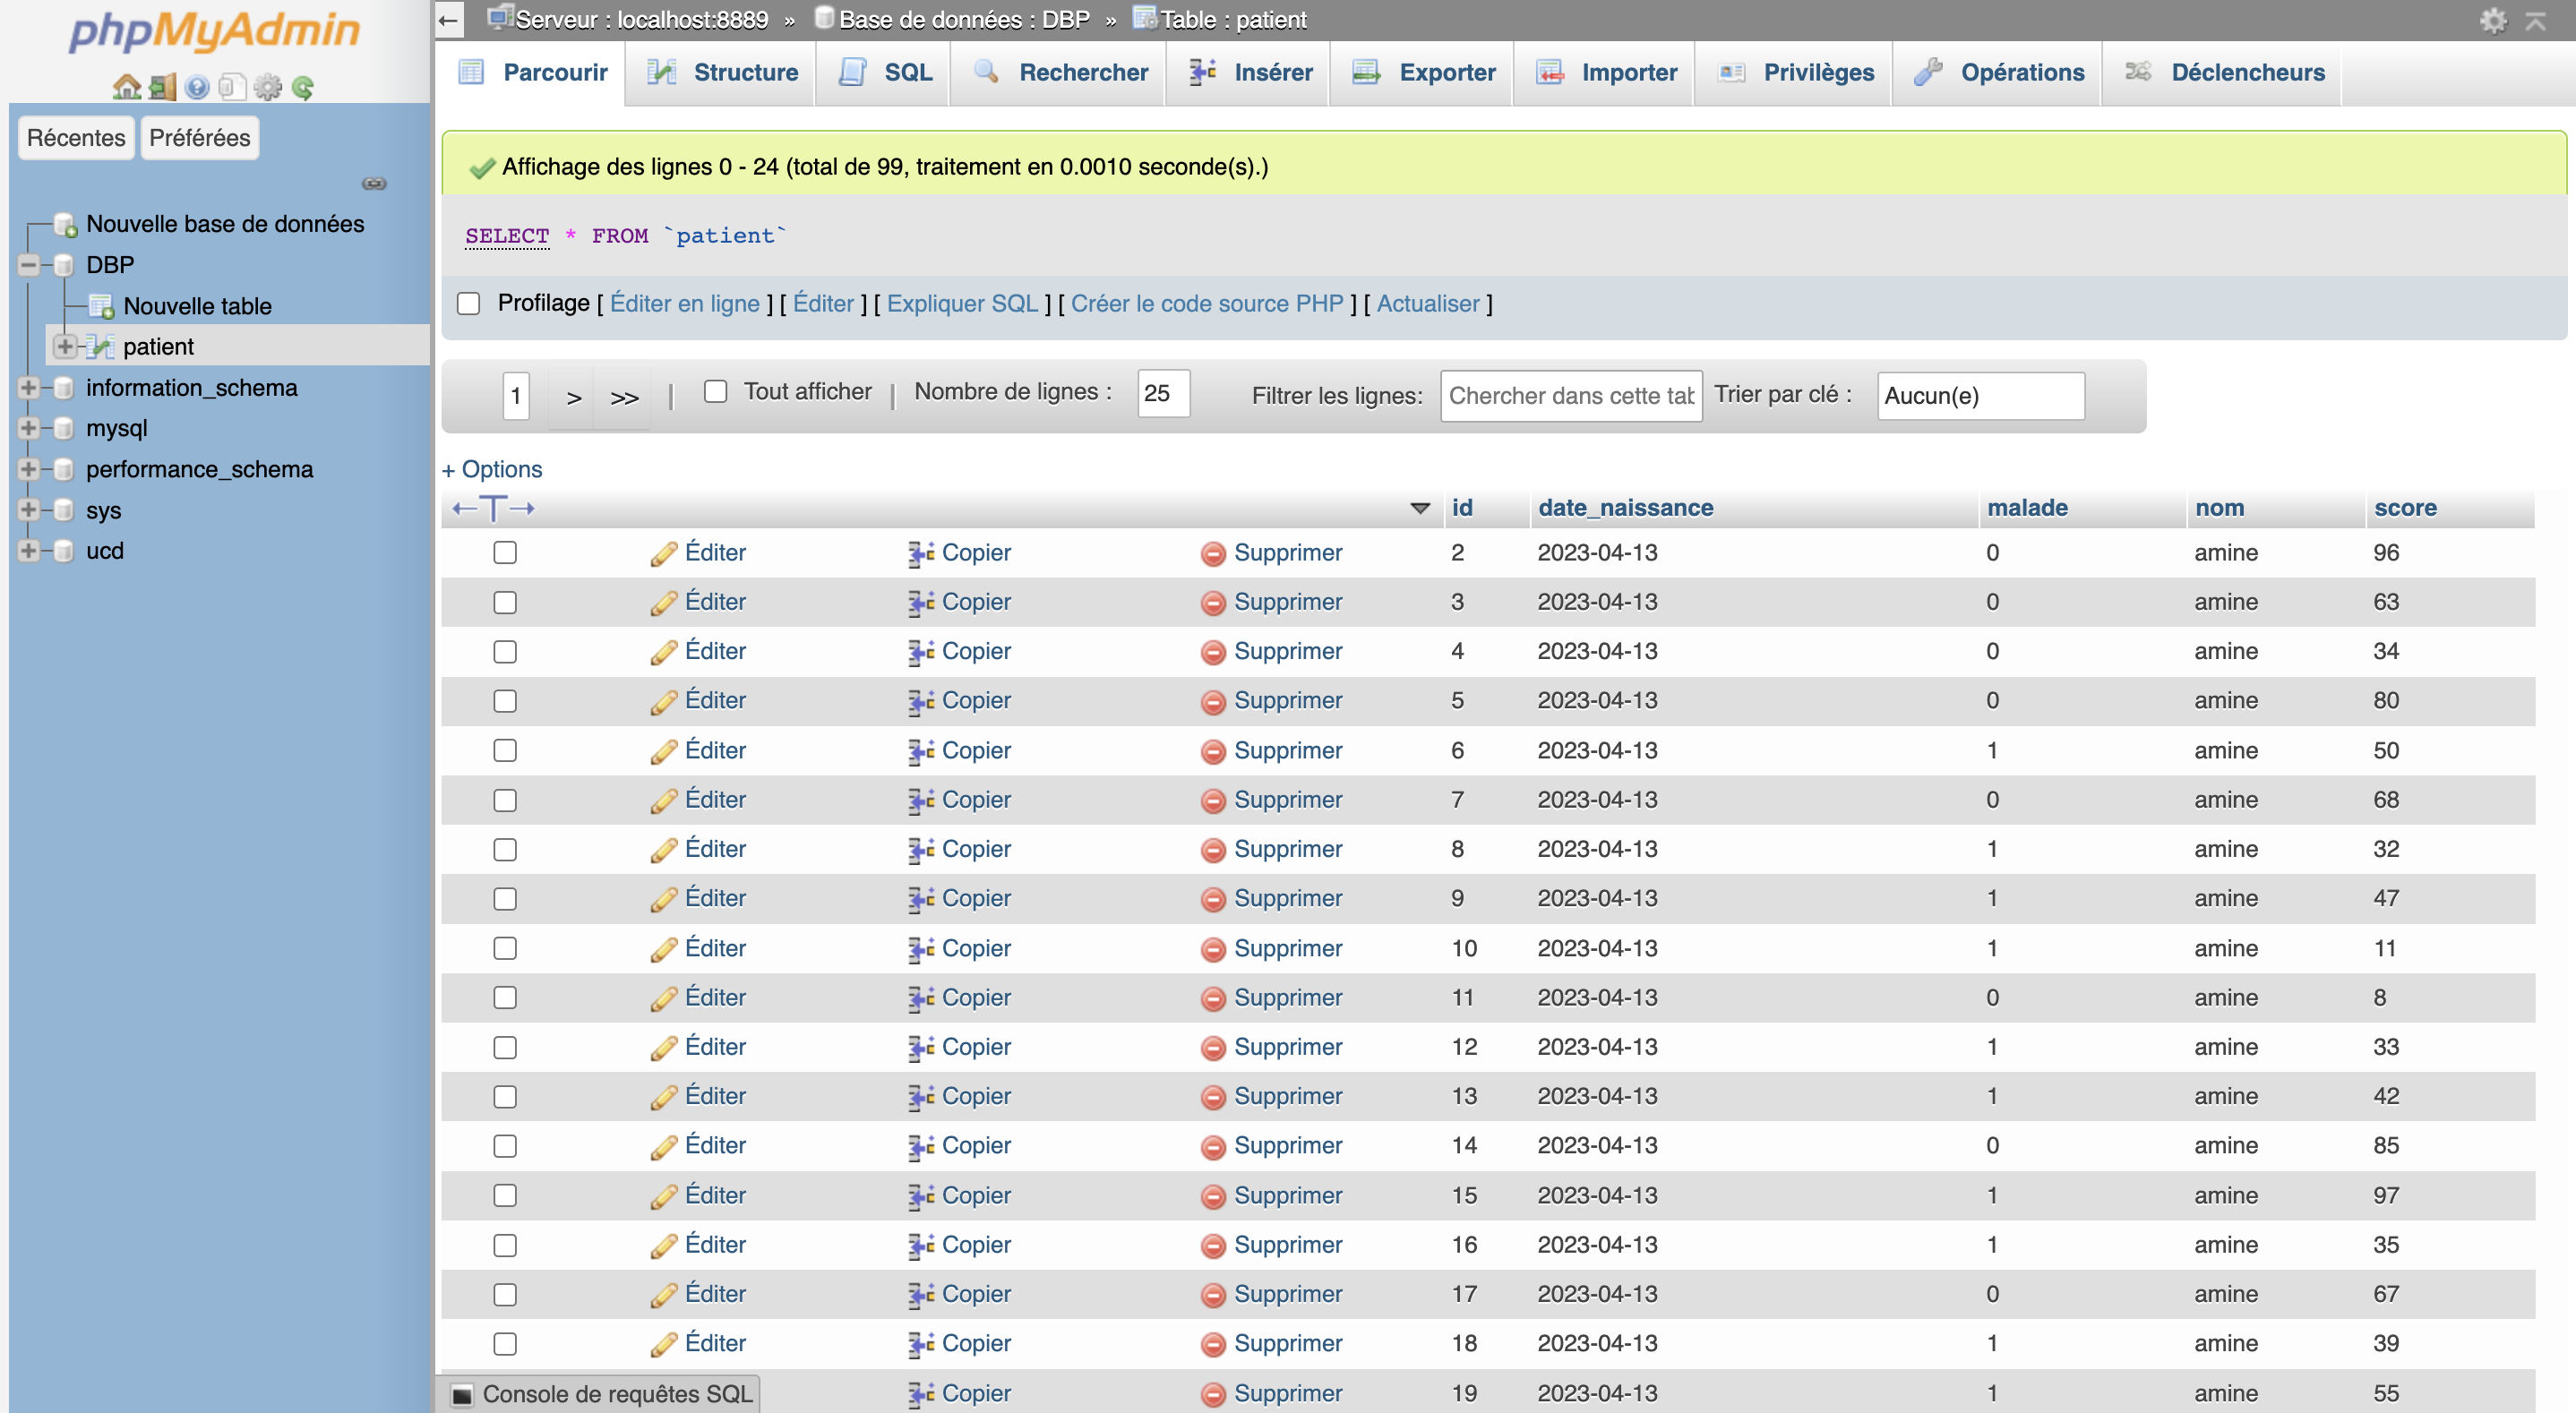 phpMyAdmin
Récentes Préférées
Nouvelle base de données
DBP
Nouvelle table
patient
information_schema
mysql
performance_schema
sys
ucd
← Serveur : localhost:8889 » Base de données : DBP » Table : patient
Parcourir Structure SQL Rechercher Insérer Exporter Importer Privilèges Opérations Déclencheurs
Affichage des lignes 0 - 24 (total de 99, traitement en 0.0010 seconde(s).)
SELECT * FROM `patient`
Profilage [ Éditer en ligne ] [ Éditer ] [ Expliquer SQL ] [ Créer le code source PHP ] [ Actualiser ]
1 > >> | Tout afficher | Nombre de lignes : 25 Filtrer les lignes: Chercher dans cette tab Trier par clé : Aucun(e)
+ Options
←T→ id date_naissance malade nom score
Éditer Copier Supprimer 2 2023-04-13 0 amine 96
Éditer Copier Supprimer 3 2023-04-13 0 amine 63
Éditer Copier Supprimer 4 2023-04-13 0 amine 34
Éditer Copier Supprimer 5 2023-04-13 0 amine 80
Éditer Copier Supprimer 6 2023-04-13 1 amine 50
Éditer Copier Supprimer 7 2023-04-13 0 amine 68
Éditer Copier Supprimer 8 2023-04-13 1 amine 32
Éditer Copier Supprimer 9 2023-04-13 1 amine 47
Éditer Copier Supprimer 10 2023-04-13 1 amine 11
Éditer Copier Supprimer 11 2023-04-13 0 amine 8
Éditer Copier Supprimer 12 2023-04-13 1 amine 33
Éditer Copier Supprimer 13 2023-04-13 1 amine 42
Éditer Copier Supprimer 14 2023-04-13 0 amine 85
Éditer Copier Supprimer 15 2023-04-13 1 amine 97
Éditer Copier Supprimer 16 2023-04-13 1 amine 35
Éditer Copier Supprimer 17 2023-04-13 0 amine 67
Éditer Copier Supprimer 18 2023-04-13 1 amine 39
Console de requêtes SQL Copier Supprimer 19 2023-04-13 1 amine 55